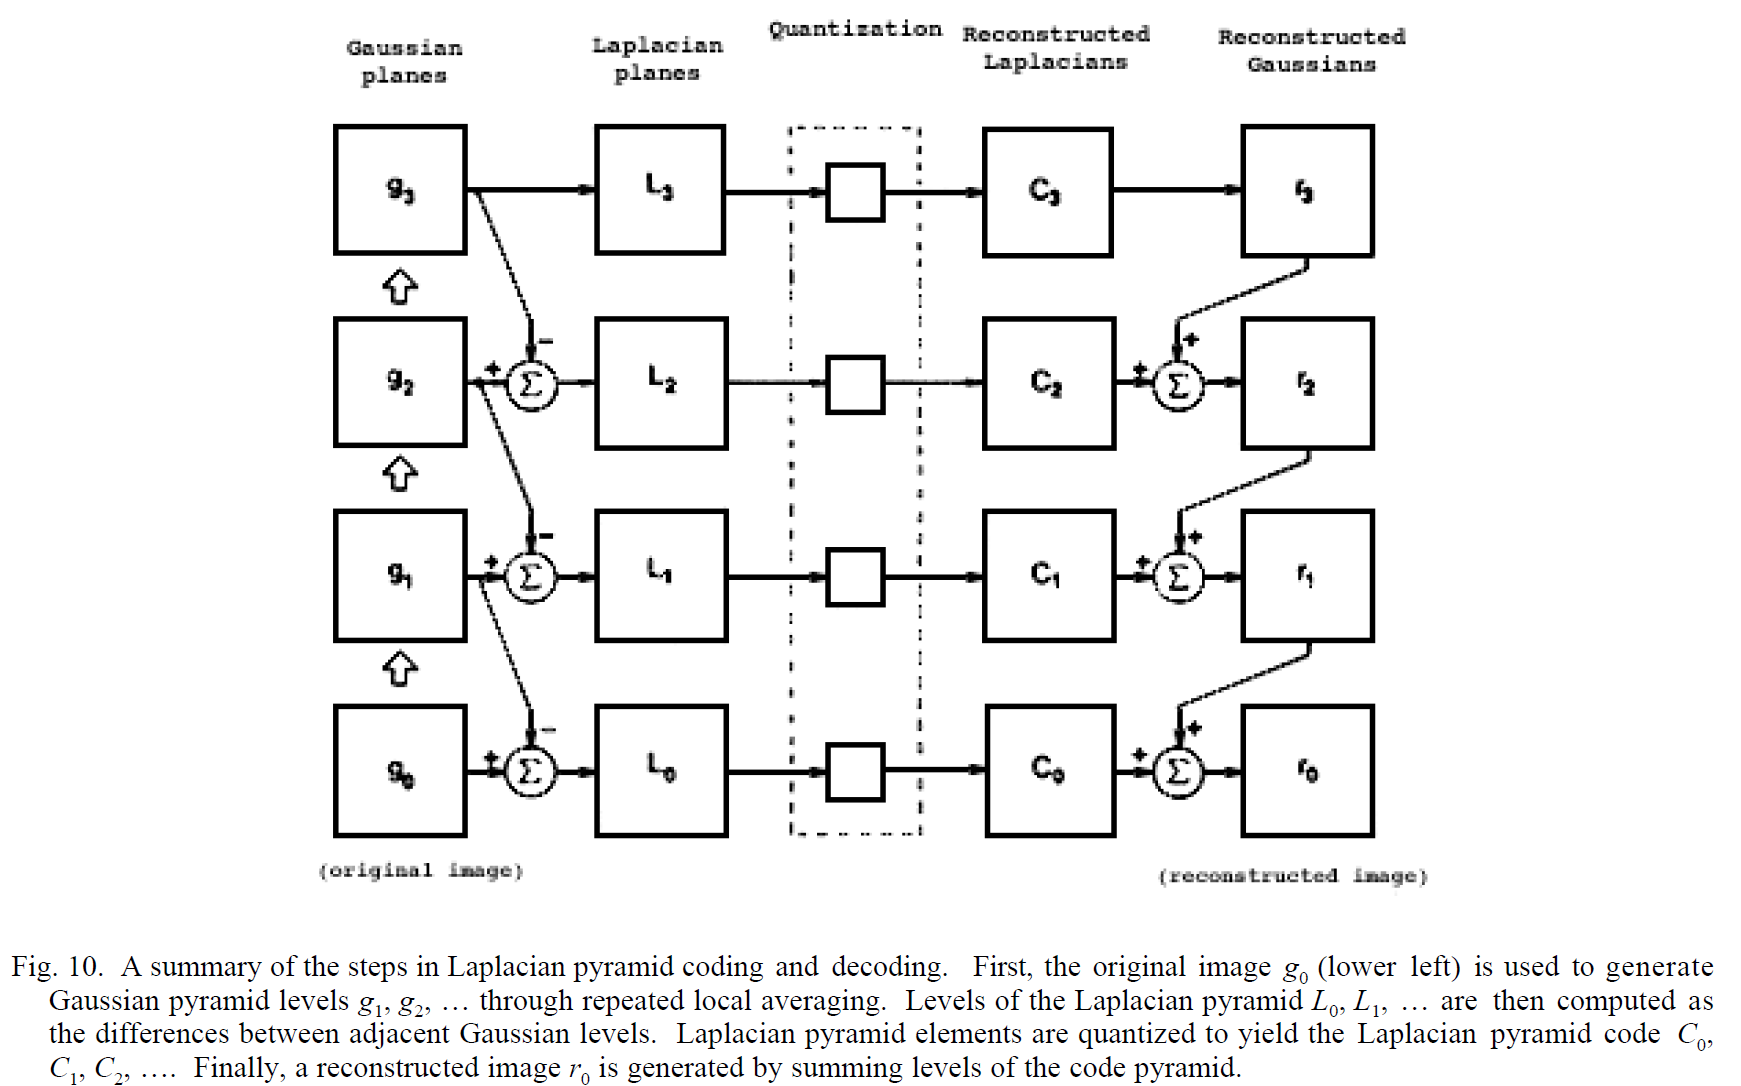 Gaussian planes
Laplacian planes
Quantization
Reconstructed Laplacians
Reconstructed Gaussians
g3
L3
C3
r3
−
+
Σ
+
+
Σ
g2
L2
C2
r2
−
+
Σ
+
+
Σ
g1
L1
C1
r1
−
+
Σ
+
+
Σ
g0
L0
C0
r0
(original image)
(reconstructed image)
Fig. 10. A summary of the steps in Laplacian pyramid coding and decoding. First, the original image g0 (lower left) is used to generate
Gaussian pyramid levels g1, g2, … through repeated local averaging. Levels of the Laplacian pyramid L0, L1, … are then computed as
the differences between adjacent Gaussian levels. Laplacian pyramid elements are quantized to yield the Laplacian pyramid code C0,
C1, C2, …. Finally, a reconstructed image r0 is generated by summing levels of the code pyramid.